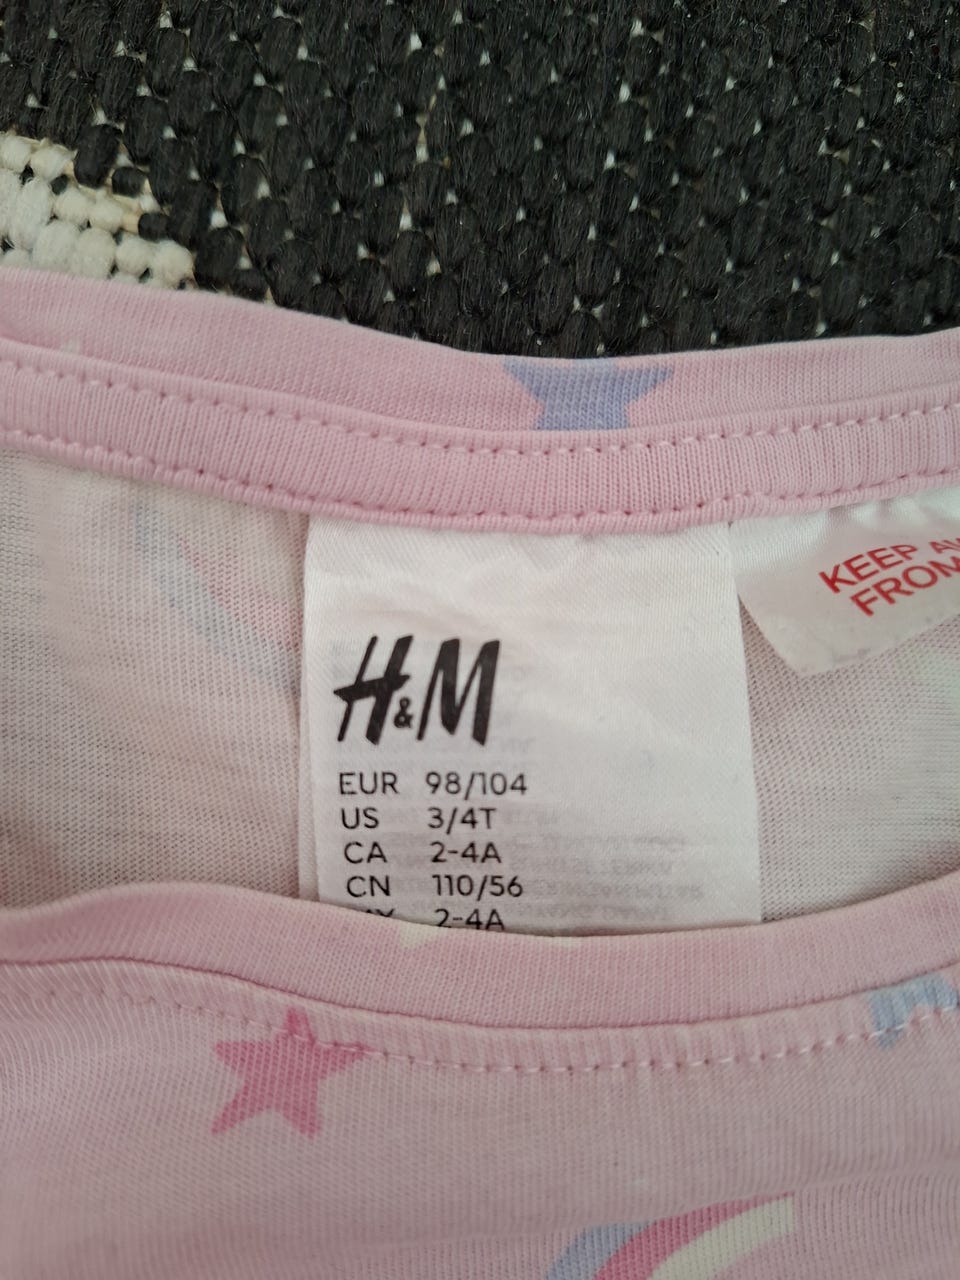 H&M
EUR 98/104
US 3/4T
CA 2-4A
CN 110/56
2-4A
KEEP
FROM